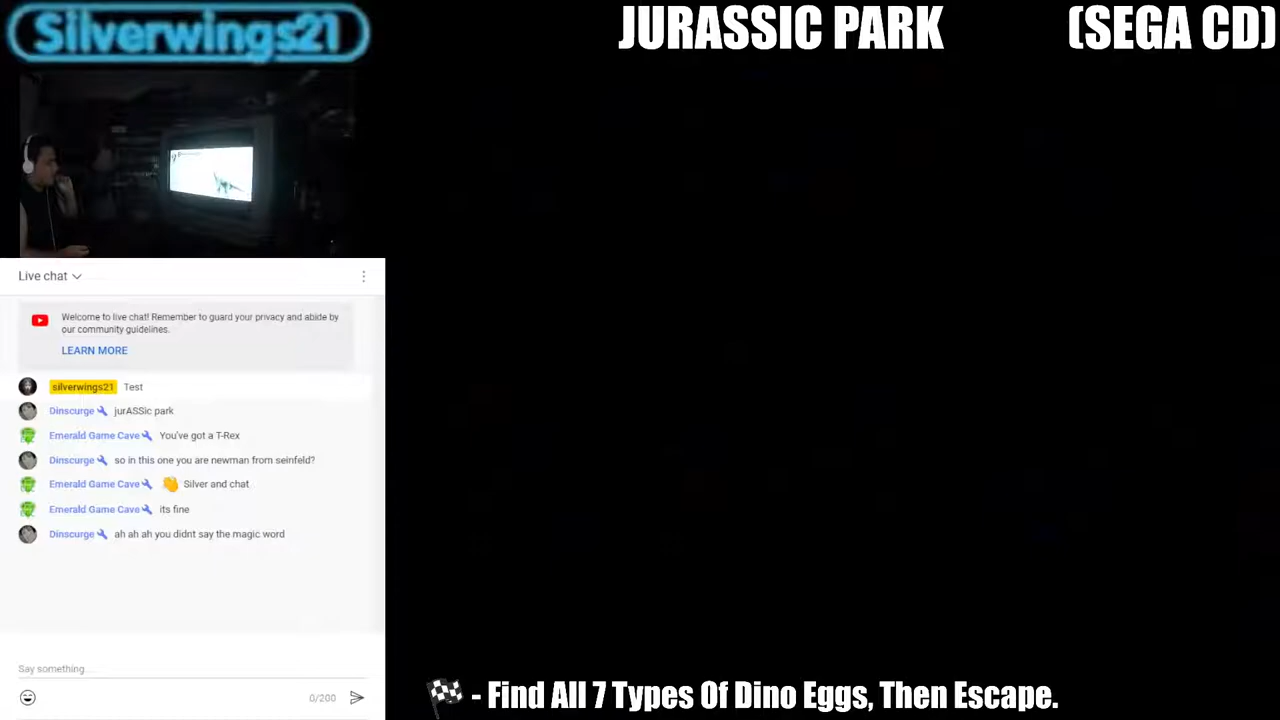 Silverwings21
JURASSIC PARK (SEGA CD)
Live chat
Welcome to live chat! Remember to guard your privacy and abide by
our community guidelines.
LEARN MORE
silverwings21 Test
Dinscurge jurASSic park
Emerald Game Cave You've got a T-Rex
Dinscurge so in this one you are newman from seinfeld?
Emerald Game Cave 👋 Silver and chat
Emerald Game Cave its fine
Dinscurge ah ah ah you didnt say the magic word
Say something...
0/200
🏁 - Find All 7 Types Of Dino Eggs, Then Escape.